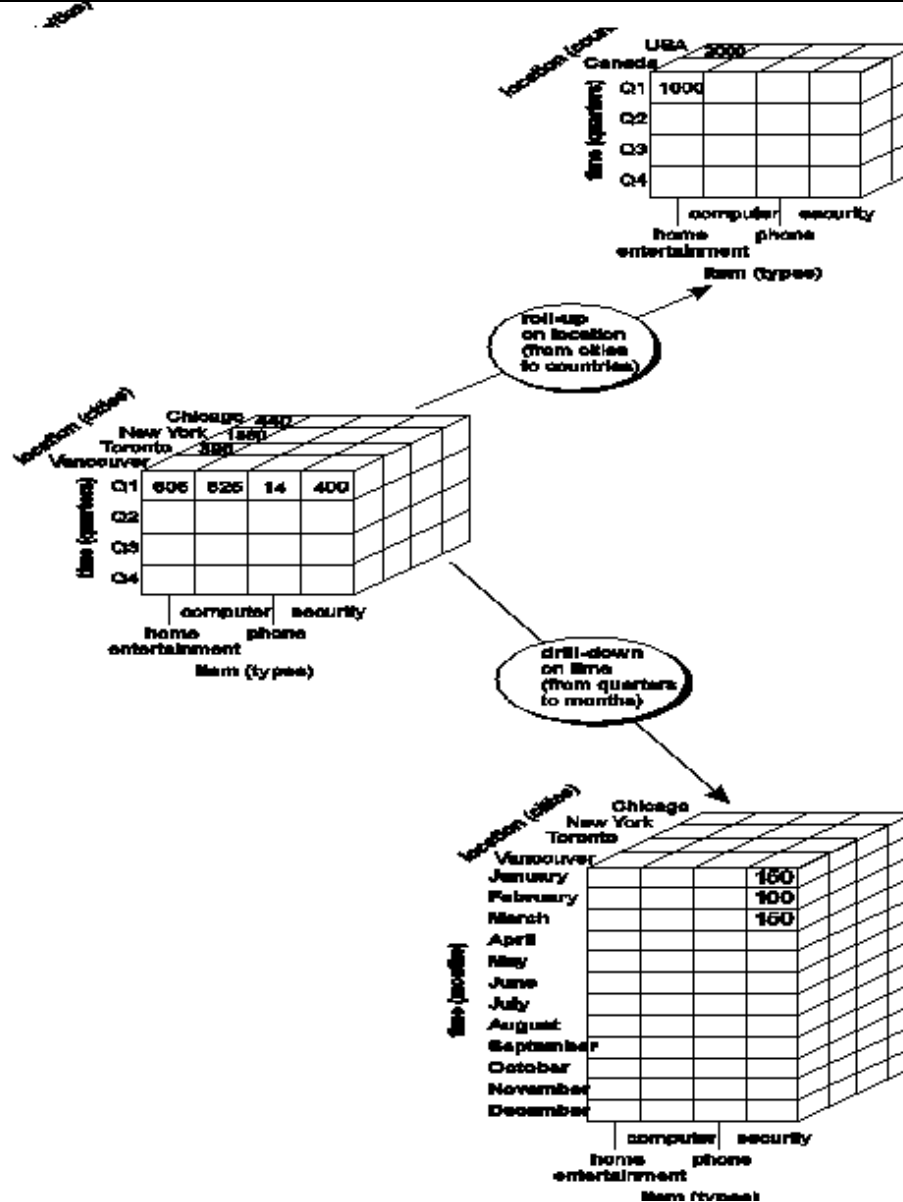 location (coun
USA 2000
Canada
time (quarters)
Q1 1000
Q2
Q3
Q4
computer security
home phone
entertainment
item (types)
roll-up
on location
(from cities
to countries)
location (cities)
Chicago 440
New York 1560
Toronto 395
Vancouver
time (quarters)
Q1 605 825 14 400
Q2
Q3
Q4
computer security
home phone
entertainment
item (types)
drill-down
on time
(from quarters
to months)
location (cities)
Chicago
New York
Toronto
Vancouver
time (months)
January 150
February 100
March 150
April
May
June
July
August
September
October
November
December
computer security
home phone
entertainment
item (types)